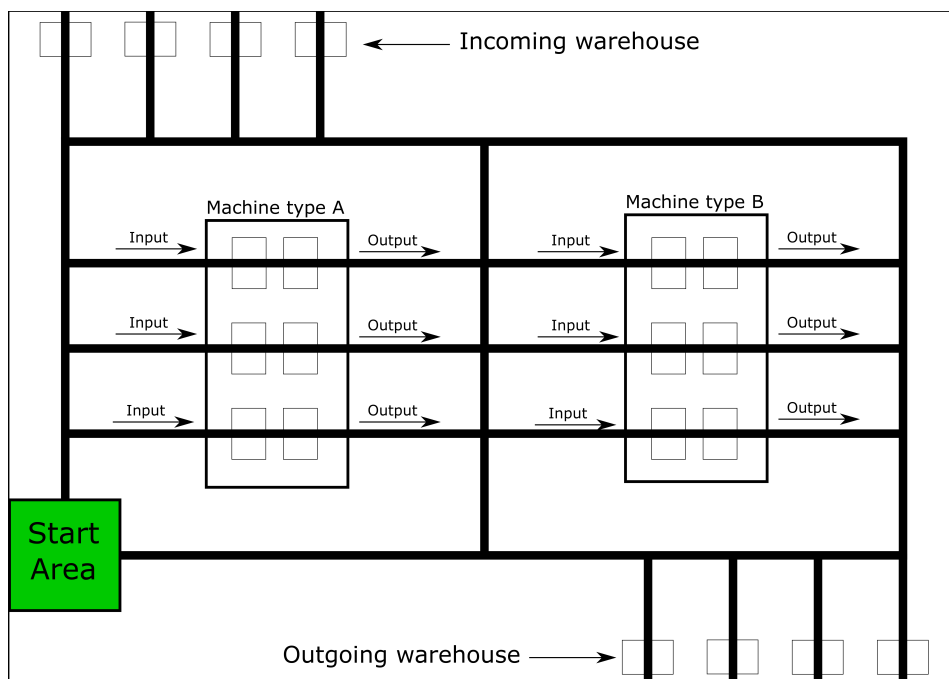 Incoming warehouse
Machine type A
Machine type B
Input
Output
Input
Output
Input
Output
Input
Output
Input
Output
Input
Output
Start
Area
Outgoing warehouse